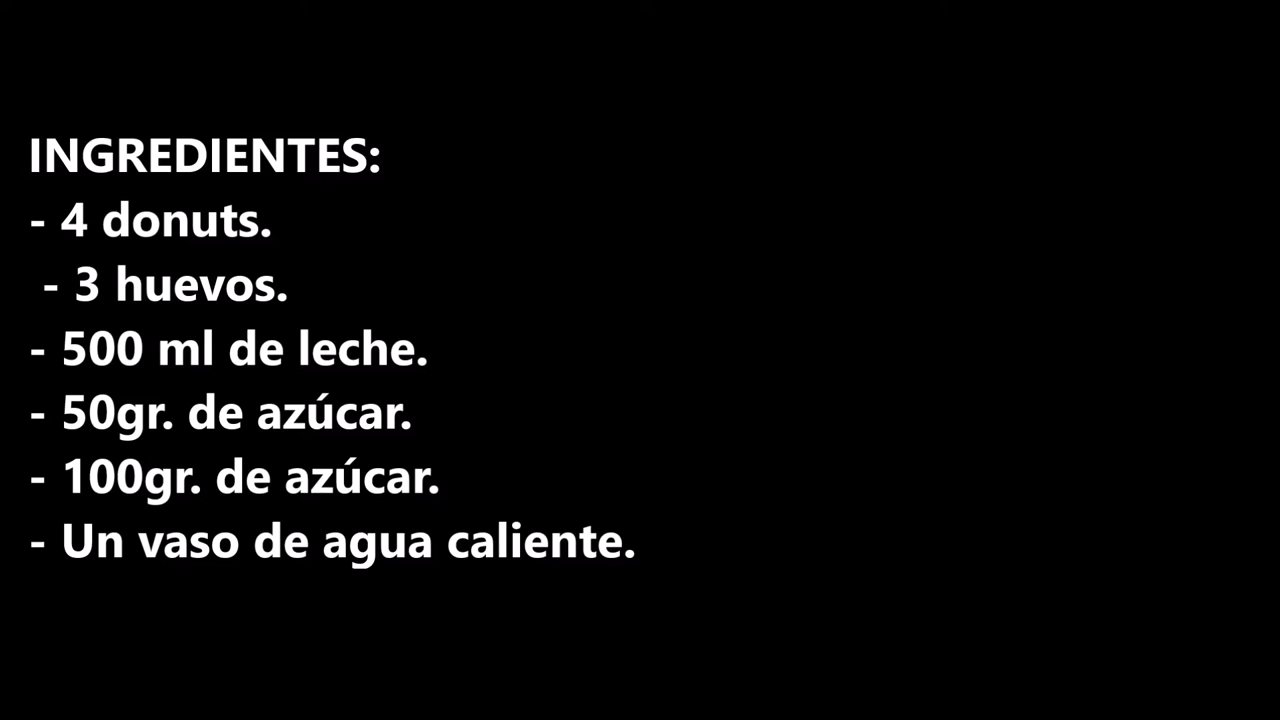 INGREDIENTES:
- 4 donuts.
- 3 huevos.
- 500 ml de leche.
- 50gr. de azúcar.
- 100gr. de azúcar.
- Un vaso de agua caliente.